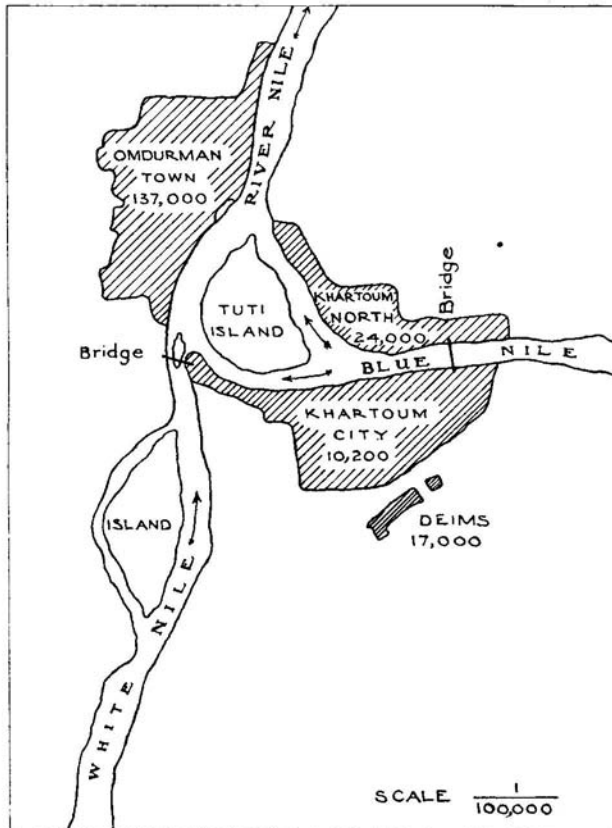 RIVER NILE
OMDURMAN
TOWN
137,000
TUTI
ISLAND
KHARTOUM
NORTH
24,000
Bridge
Bridge
BLUE NILE
KHARTOUM
CITY
10,200
ISLAND
DEIMS
17,000
WHITE NILE
SCALE 1
100,000